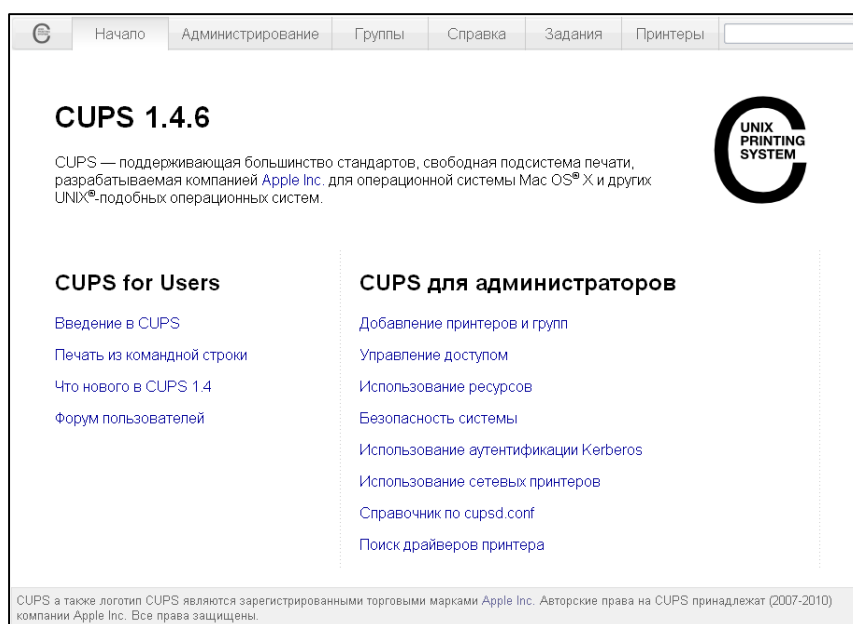 Начало Администрирование Группы Справка Задания Принтеры
CUPS 1.4.6
UNIX
PRINTING
SYSTEM
CUPS — поддерживающая большинство стандартов, свободная подсистема печати,
разрабатываемая компанией Apple Inc. для операционной системы Mac OS® X и других
UNIX®-подобных операционных систем.
CUPS for Users
Введение в CUPS
Печать из командной строки
Что нового в CUPS 1.4
Форум пользователей
CUPS для администраторов
Добавление принтеров и групп
Управление доступом
Использование ресурсов
Безопасность системы
Использование аутентификации Kerberos
Использование сетевых принтеров
Справочник по cupsd.conf
Поиск драйверов принтера
CUPS а также логотип CUPS являются зарегистрированными торговыми марками Apple Inc. Авторские права на CUPS принадлежат (2007-2010)
компании Apple Inc. Все права защищены.